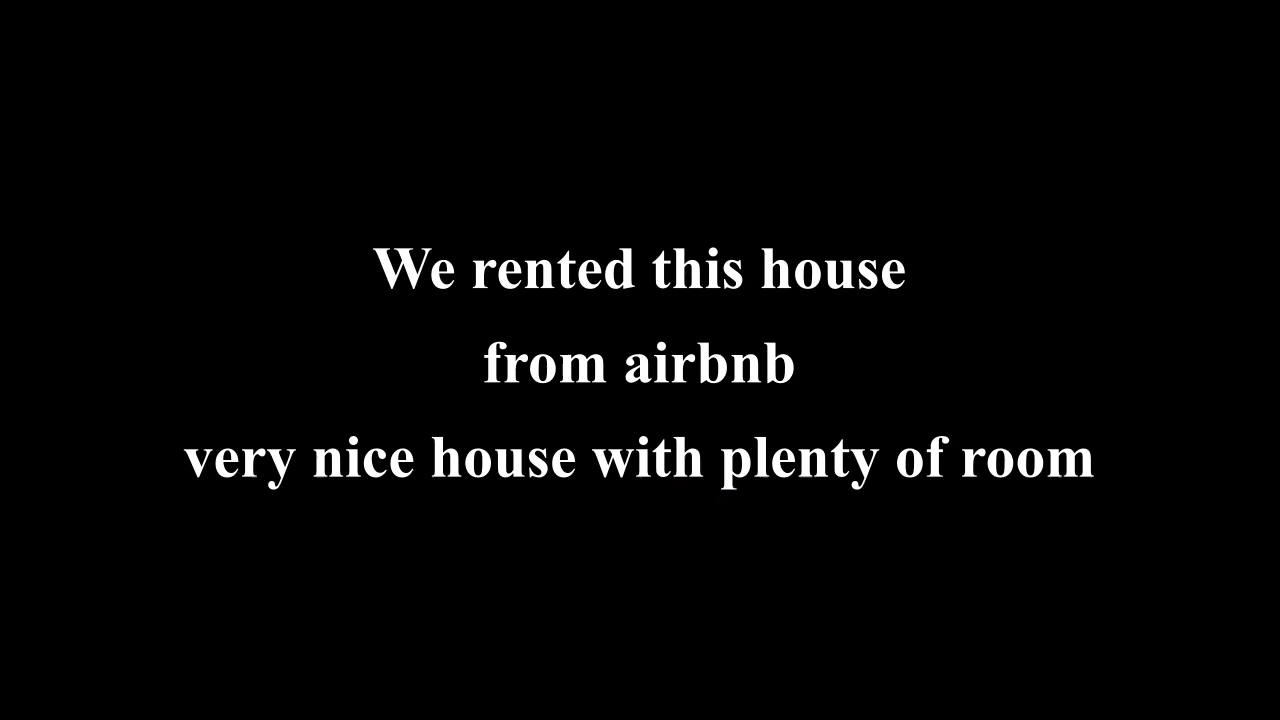 We rented this house
from airbnb
very nice house with plenty of room